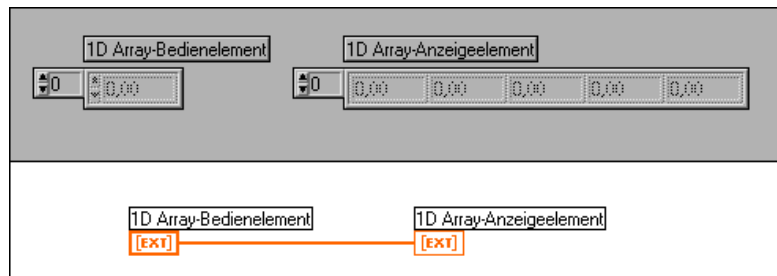 1D Array-Bedienelement 1D Array-Anzeigeelement
0 0,00 0 0,00 0,00 0,00 0,00 0,00
1D Array-Bedienelement 1D Array-Anzeigeelement
[EXT] [EXT]